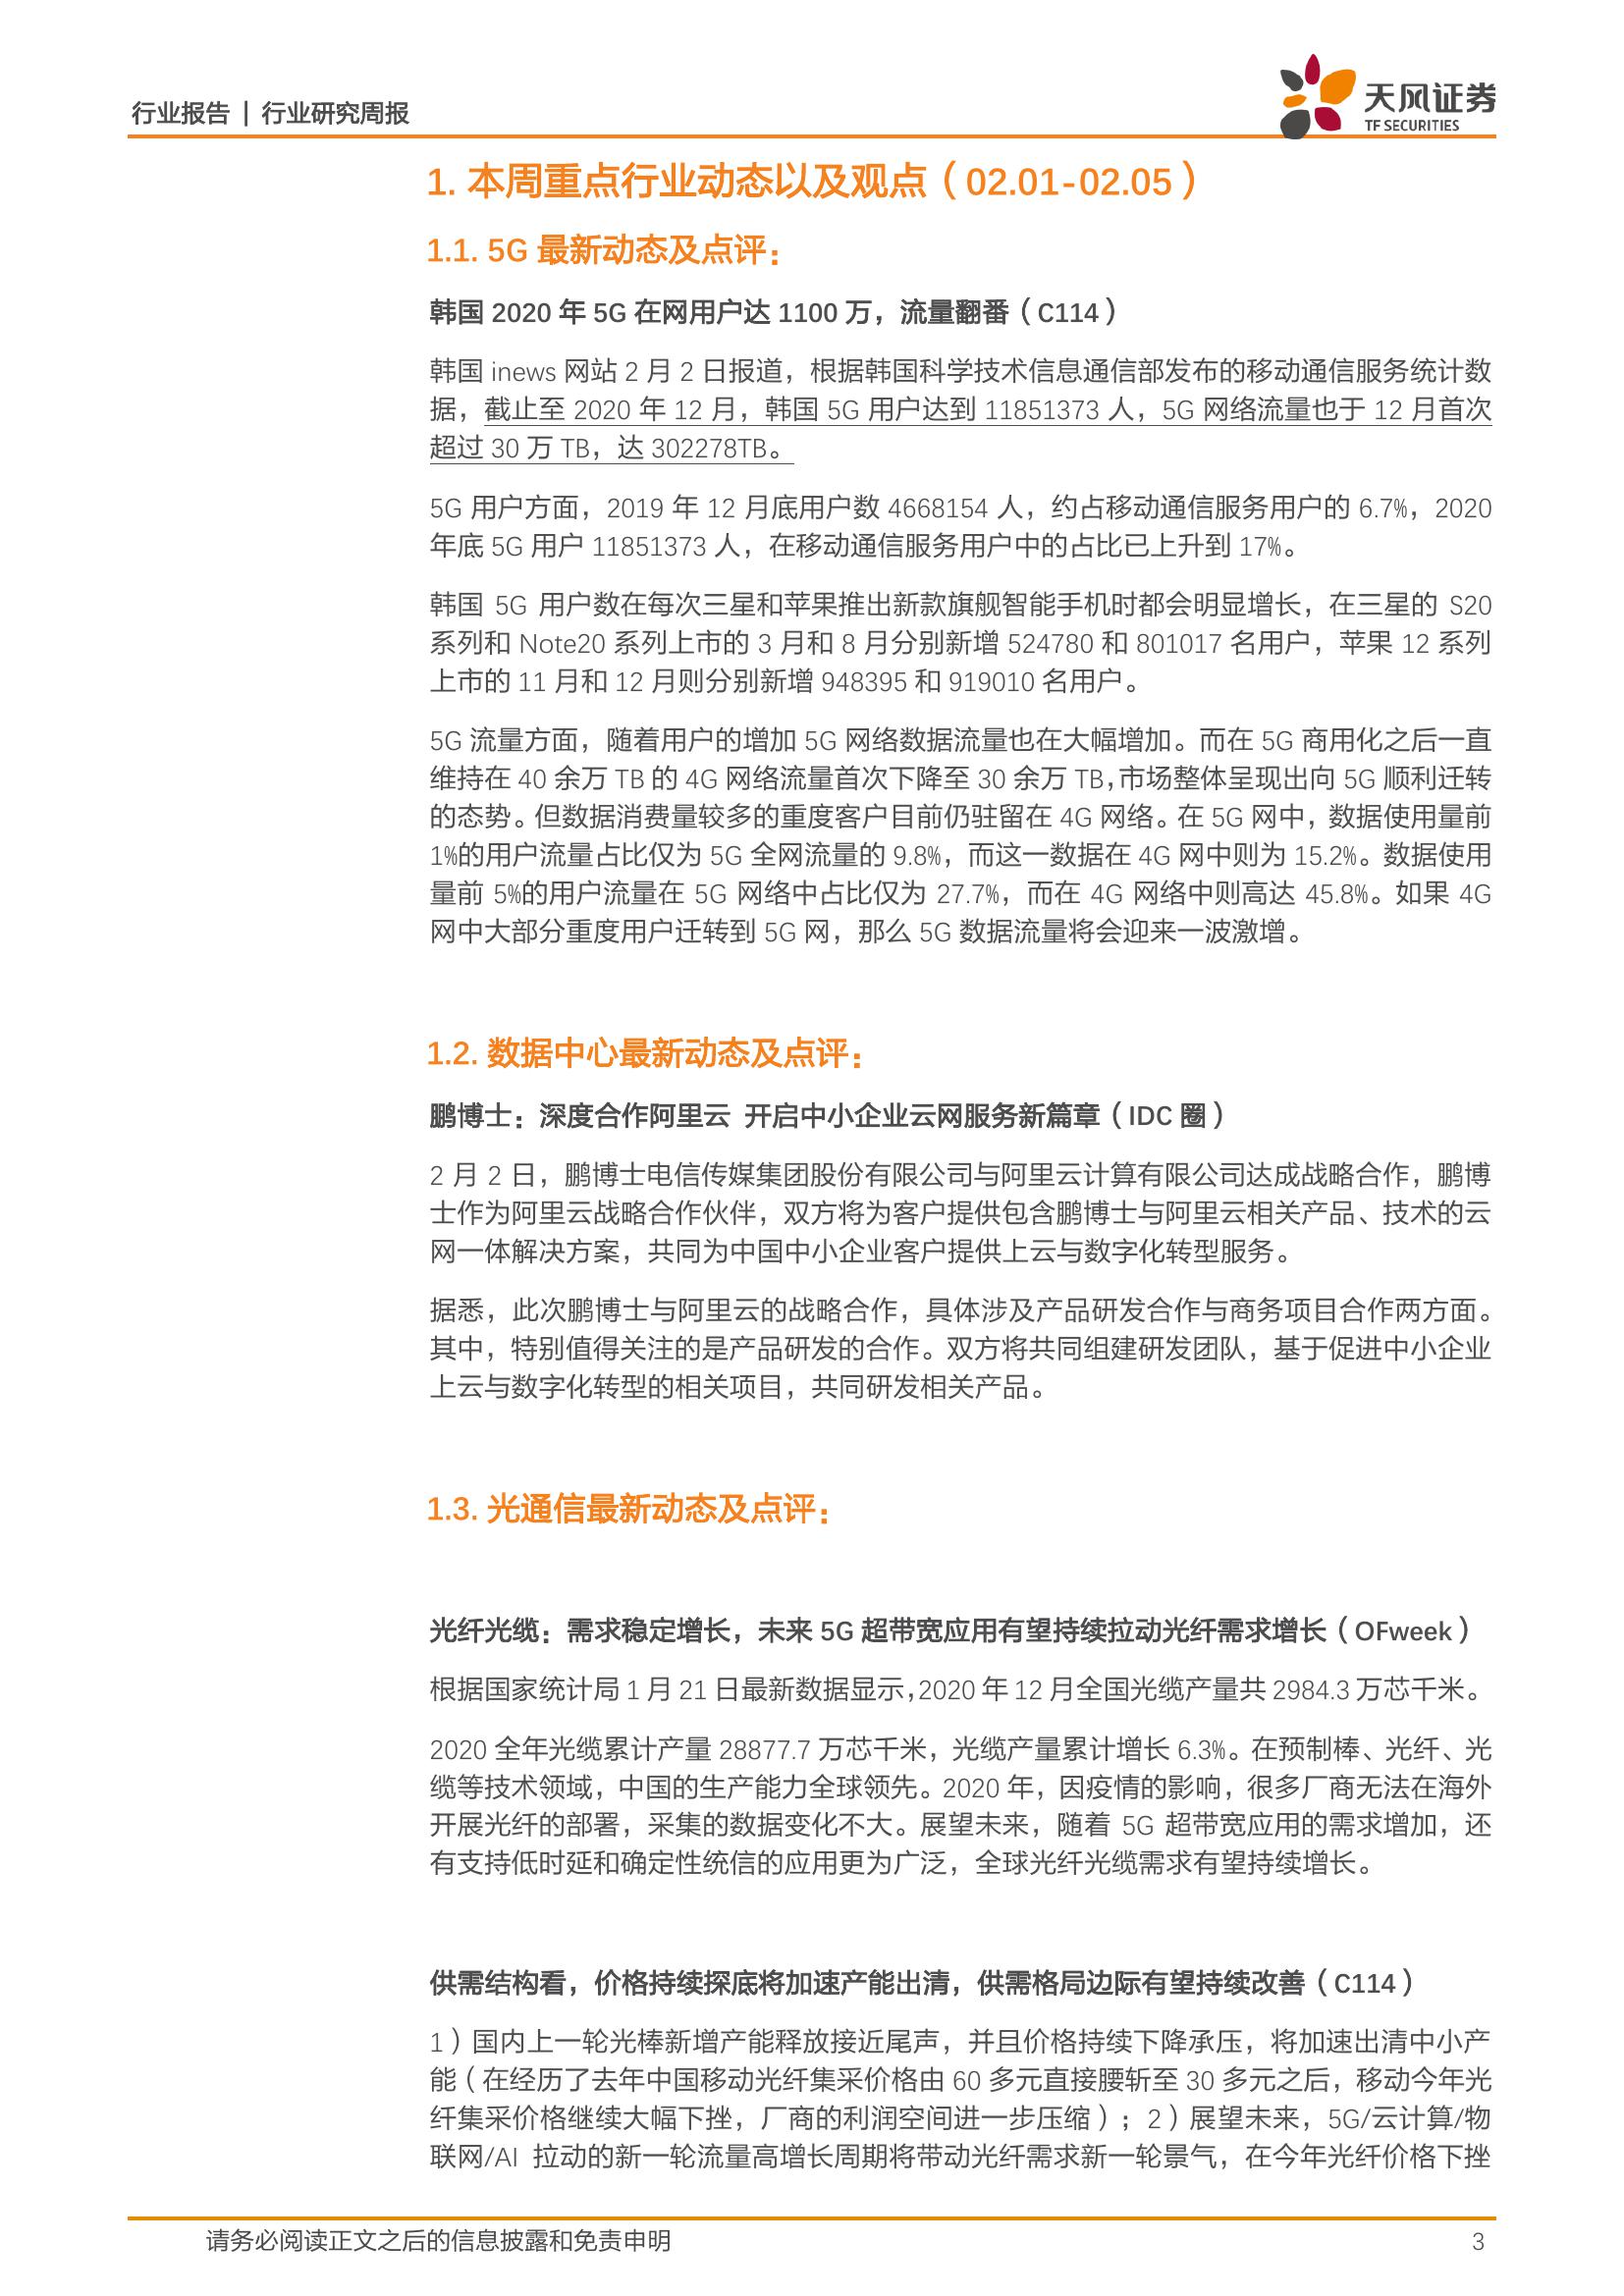 行业报告 | 行业研究周报
天风证券
TF SECURITIES
1. 本周重点行业动态以及观点（02.01-02.05）
1.1. 5G 最新动态及点评：
韩国 2020 年 5G 在网用户达 1100 万，流量翻番（C114）
韩国 inews 网站 2 月 2 日报道，根据韩国科学技术信息通信部发布的移动通信服务统计数
据，截止至 2020 年 12 月，韩国 5G 用户达到 11851373 人，5G 网络流量也于 12 月首次
超过 30 万 TB，达 302278TB。
5G 用户方面，2019 年 12 月底用户数 4668154 人，约占移动通信服务用户的 6.7%，2020
年底 5G 用户 11851373 人，在移动通信服务用户中的占比已上升到 17%。
韩国 5G 用户数在每次三星和苹果推出新款旗舰智能手机时都会明显增长，在三星的 S20
系列和 Note20 系列上市的 3 月和 8 月分别新增 524780 和 801017 名用户，苹果 12 系列
上市的 11 月和 12 月则分别新增 948395 和 919010 名用户。
5G 流量方面，随着用户的增加 5G 网络数据流量也在大幅增加。而在 5G 商用化之后一直
维持在 40 余万 TB 的 4G 网络流量首次下降至 30 余万 TB，市场整体呈现出向 5G 顺利迁转
的态势。但数据消费量较多的重度客户目前仍驻留在 4G 网络。在 5G 网中，数据使用量前
1%的用户流量占比仅为 5G 全网流量的 9.8%，而这一数据在 4G 网中则为 15.2%。数据使用
量前 5%的用户流量在 5G 网络中占比仅为 27.7%，而在 4G 网络中则高达 45.8%。如果 4G
网中大部分重度用户迁转到 5G 网，那么 5G 数据流量将会迎来一波激增。
1.2. 数据中心最新动态及点评：
鹏博士：深度合作阿里云 开启中小企业云网服务新篇章（IDC 圈）
2 月 2 日，鹏博士电信传媒集团股份有限公司与阿里云计算有限公司达成战略合作，鹏博
士作为阿里云战略合作伙伴，双方将为客户提供包含鹏博士与阿里云相关产品、技术的云
网一体解决方案，共同为中国中小企业客户提供上云与数字化转型服务。
据悉，此次鹏博士与阿里云的战略合作，具体涉及产品研发合作与商务项目合作两方面。
其中，特别值得关注的是产品研发的合作。双方将共同组建研发团队，基于促进中小企业
上云与数字化转型的相关项目，共同研发相关产品。
1.3. 光通信最新动态及点评：
光纤光缆：需求稳定增长，未来 5G 超带宽应用有望持续拉动光纤需求增长（OFweek）
根据国家统计局 1 月 21 日最新数据显示，2020 年 12 月全国光缆产量共 2984.3 万芯千米。
2020 全年光缆累计产量 28877.7 万芯千米，光缆产量累计增长 6.3%。在预制棒、光纤、光
缆等技术领域，中国的生产能力全球领先。2020 年，因疫情的影响，很多厂商无法在海外
开展光纤的部署，采集的数据变化不大。展望未来，随着 5G 超带宽应用的需求增加，还
有支持低时延和确定性统信的应用更为广泛，全球光纤光缆需求有望持续增长。
供需结构看，价格持续探底将加速产能出清，供需格局边际有望持续改善（C114）
1）国内上一轮光棒新增产能释放接近尾声，并且价格持续下降承压，将加速出清中小产
能（在经历了去年中国移动光纤集采价格由 60 多元直接腰斩至 30 多元之后，移动今年光
纤集采价格继续大幅下挫，厂商的利润空间进一步压缩）；2）展望未来，5G/云计算/物
联网/AI 拉动的新一轮流量高增长周期将带动光纤需求新一轮景气，在今年光纤价格下挫
请务必阅读正文之后的信息披露和免责申明
3